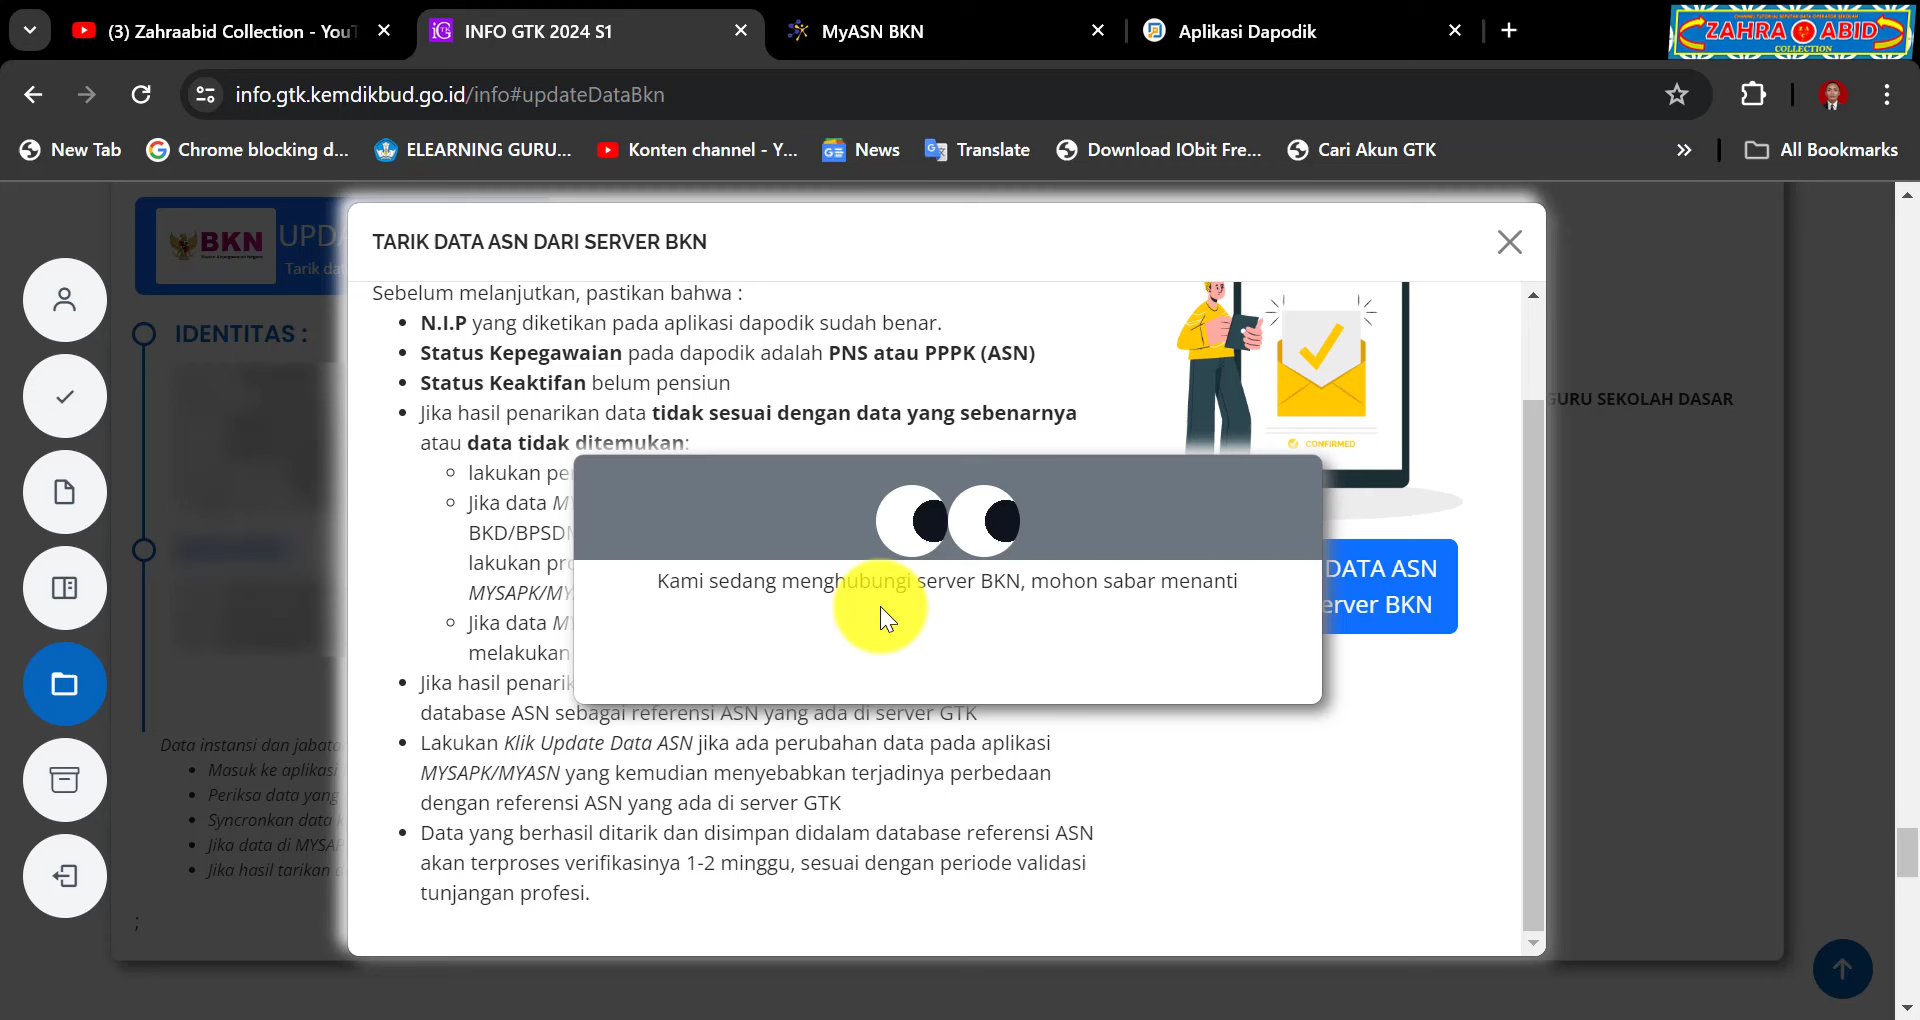 (3) Zahraabid Collection - YouT
INFO GTK 2024 S1
MyASN BKN
Aplikasi Dapodik
ZAHRA ABID
COLLECTION
info.gtk.kemdikbud.go.id/info#updateDataBkn
New Tab
Chrome blocking d...
ELEARNING GURU...
Konten channel - Y...
News
Translate
Download IObit Fre...
Cari Akun GTK
All Bookmarks
BKN
UPDA
Tarik da
IDENTITAS :
GURU SEKOLAH DASAR
TARIK DATA ASN DARI SERVER BKN
Sebelum melanjutkan, pastikan bahwa :
N.I.P yang diketikan pada aplikasi dapodik sudah benar.
Status Kepegawaian pada dapodik adalah PNS atau PPPK (ASN)
Status Keaktifan belum pensiun
Jika hasil penarikan data tidak sesuai dengan data yang sebenarnya
atau data tidak ditemukan:
lakukan pe
Jika data M
BKD/BPSDM
lakukan pro
MYSAPK/MY
Jika data M
melakukan
CONFIRMED
DATA ASN
erver BKN
Kami sedang menghubungi server BKN, mohon sabar menanti
Jika hasil penarik
database ASN sebagai referensi ASN yang ada di server GTK
Lakukan Klik Update Data ASN jika ada perubahan data pada aplikasi
MYSAPK/MYASN yang kemudian menyebabkan terjadinya perbedaan
dengan referensi ASN yang ada di server GTK
Data yang berhasil ditarik dan disimpan didalam database referensi ASN
akan terproses verifikasinya 1-2 minggu, sesuai dengan periode validasi
tunjangan profesi.
Data instansi dan jabata
Masuk ke aplikasi
Periksa data yang
Syncronkan data k
Jika data di MYSAP
Jika hasil tarikan d
;